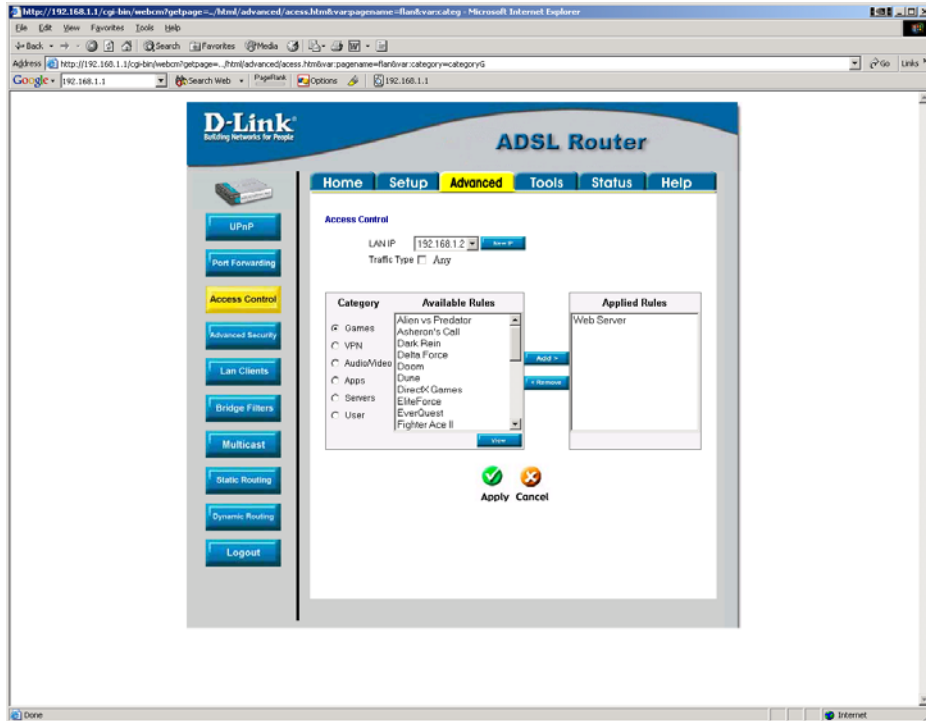 http://192.168.1.1/cgi-bin/webcm?getpage=../html/advanced/acess.htm&var:pagename=flan&var:categ - Microsoft Internet Explorer
File Edit View Favorites Tools Help
Back Search Favorites Media
Address http://192.168.1.1/cgi-bin/webcm?getpage=../html/advanced/acess.htm&var:pagename=flan&var:category=categoryG Go Links
Google 192.168.1.1 Search Web PageRank Options 192.168.1.1
D-Link
Building Networks for People
ADSL Router
Home Setup Advanced Tools Status Help
UPnP
Port Forwarding
Access Control
Advanced Security
Lan Clients
Bridge Filters
Multicast
Static Routing
Dynamic Routing
Logout
Access Control
LAN IP 192.168.1.2 New IP
Traffic Type Any
Category Available Rules Applied Rules
Games
VPN
Audio/Video
Apps
Servers
User
Alien vs Predator
Asheron's Call
Dark Rein
Delta Force
Doom
Dune
DirectX Games
EliteForce
EverQuest
Fighter Ace II
Add >
< Remove
View
Web Server
Apply Cancel
Done Internet